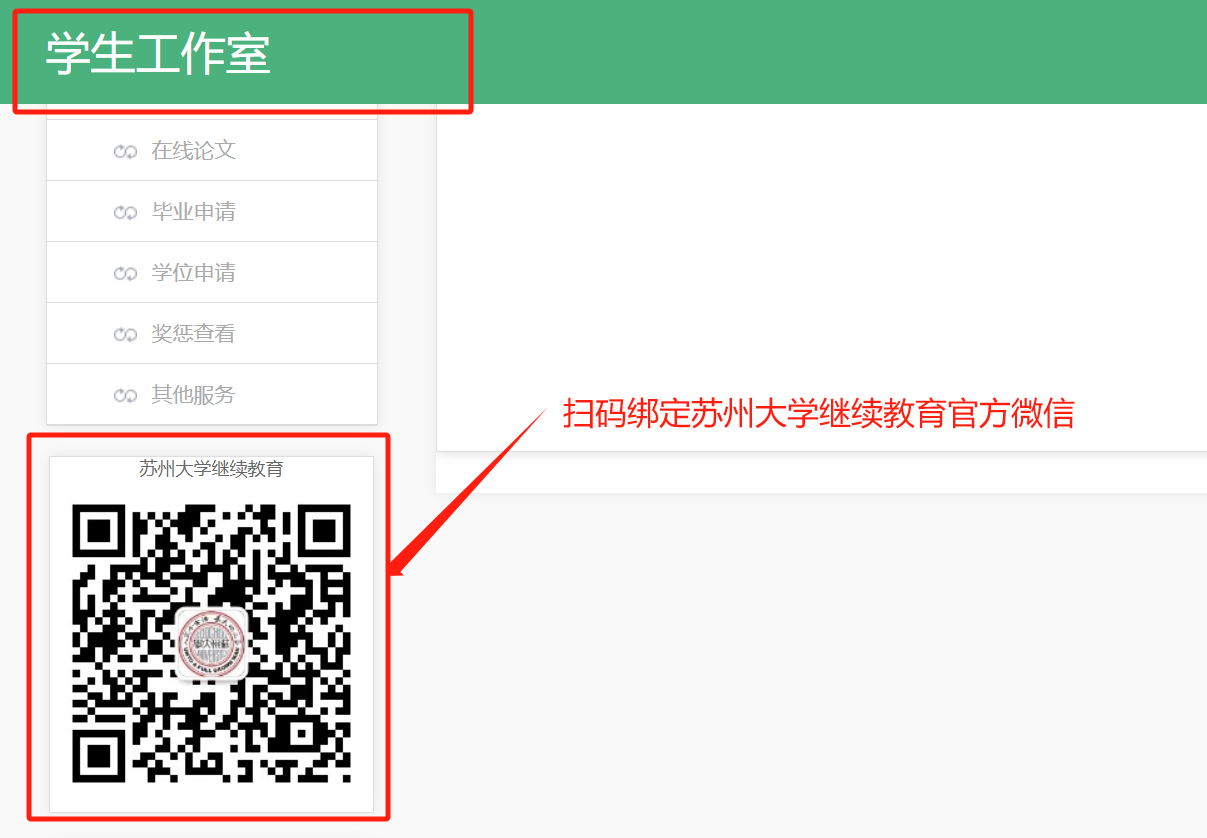 学生工作室
在线论文
毕业申请
学位申请
奖惩查看
其他服务
扫码绑定苏州大学继续教育官方微信
苏州大学继续教育